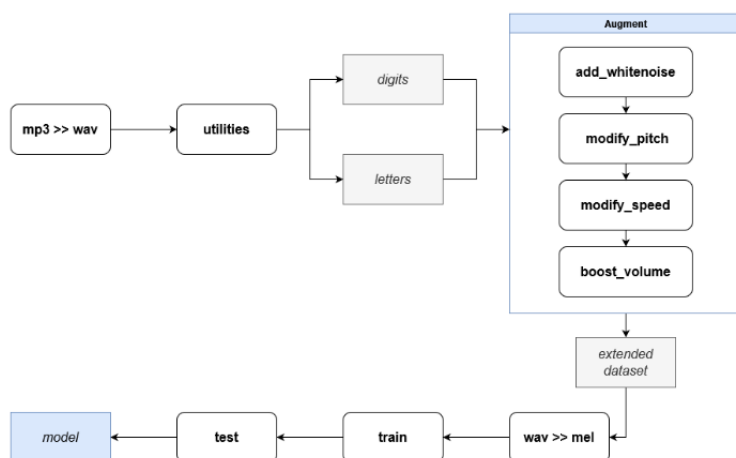 Augment
digits
add_whitenoise
mp3 >> wav
utilities
modify_pitch
letters
modify_speed
boost_volume
extended
dataset
model
test
train
wav >> mel